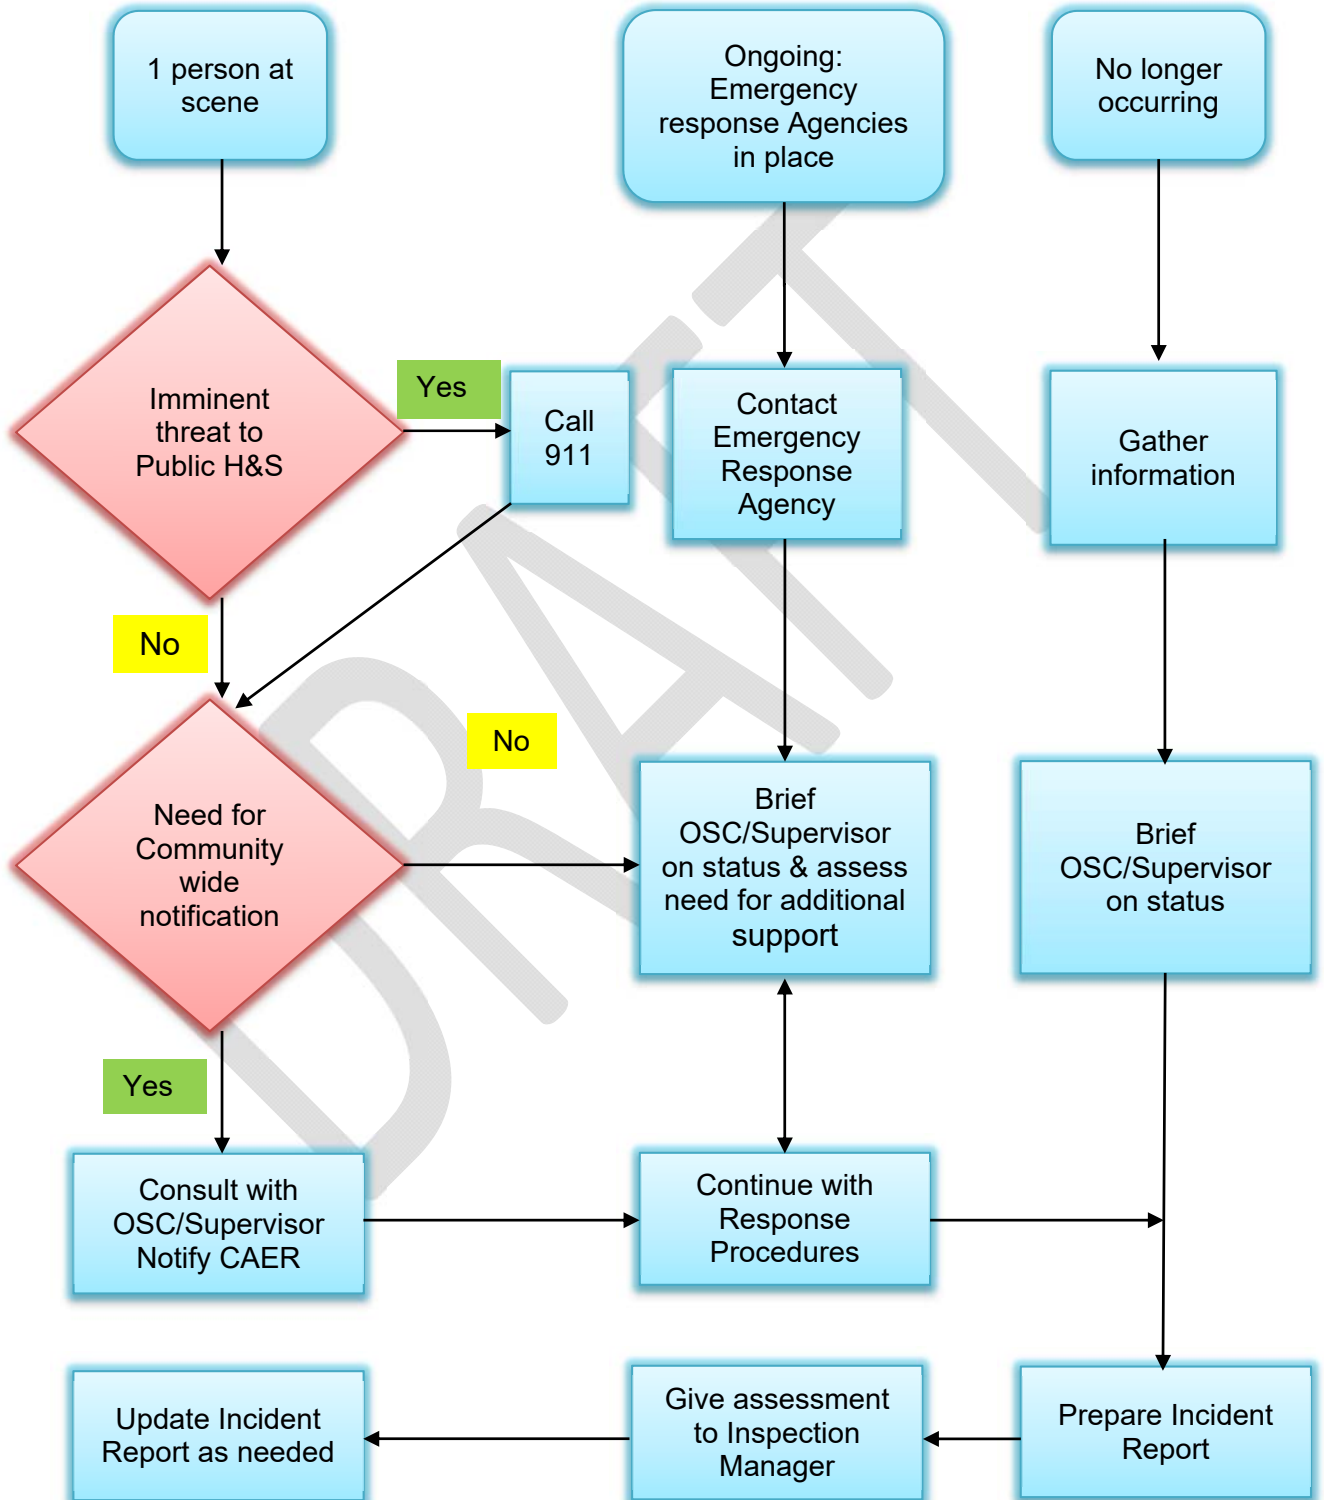 1 person at
scene
Ongoing:
Emergency
response Agencies
in place
No longer
occurring
Imminent
threat to
Public H&S
Yes
Call
911
Contact
Emergency
Response
Agency
Gather
information
No
No
Need for
Community
wide
notification
Brief
OSC/Supervisor
on status & assess
need for additional
support
Brief
OSC/Supervisor
on status
Yes
Consult with
OSC/Supervisor
Notify CAER
Continue with
Response
Procedures
Update Incident
Report as needed
Give assessment
to Inspection
Manager
Prepare Incident
Report
DRAFT